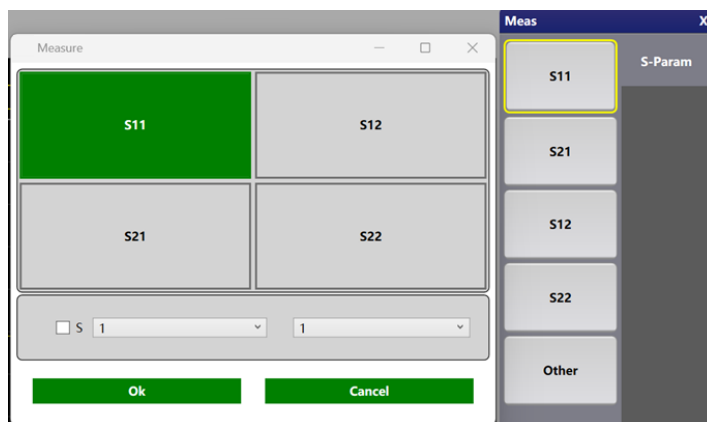 Measure
S11
S12
S21
S22
S 1 1
Ok
Cancel
Meas X
S11
S-Param
S21
S12
S22
Other